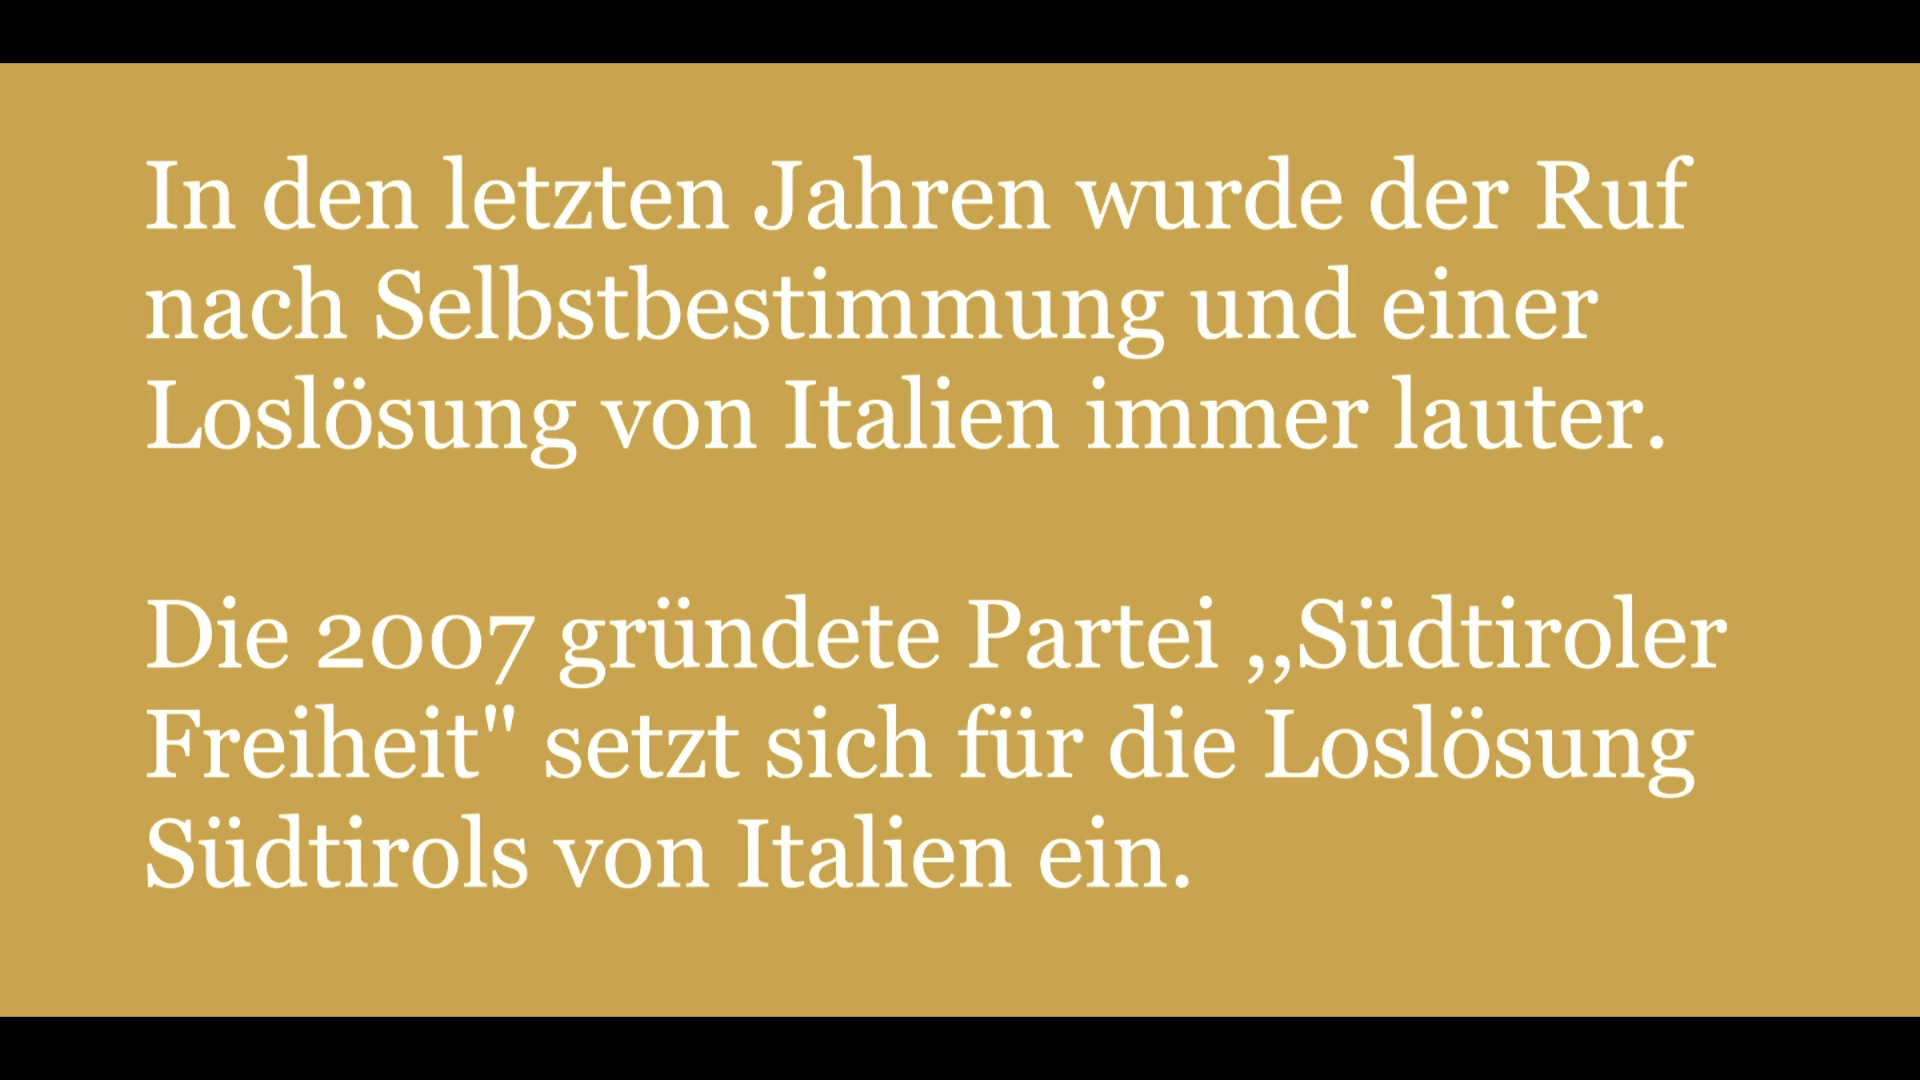 In den letzten Jahren wurde der Ruf
nach Selbstbestimmung und einer
Loslösung von Italien immer lauter.
Die 2007 gründete Partei ,,Südtiroler
Freiheit" setzt sich für die Loslösung
Südtirols von Italien ein.